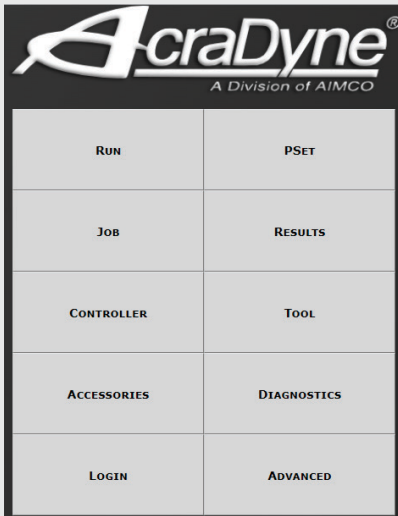 AcraDyne®
A Division of AIMCO
RUN PSET
JOB RESULTS
CONTROLLER TOOL
ACCESSORIES DIAGNOSTICS
LOGIN ADVANCED